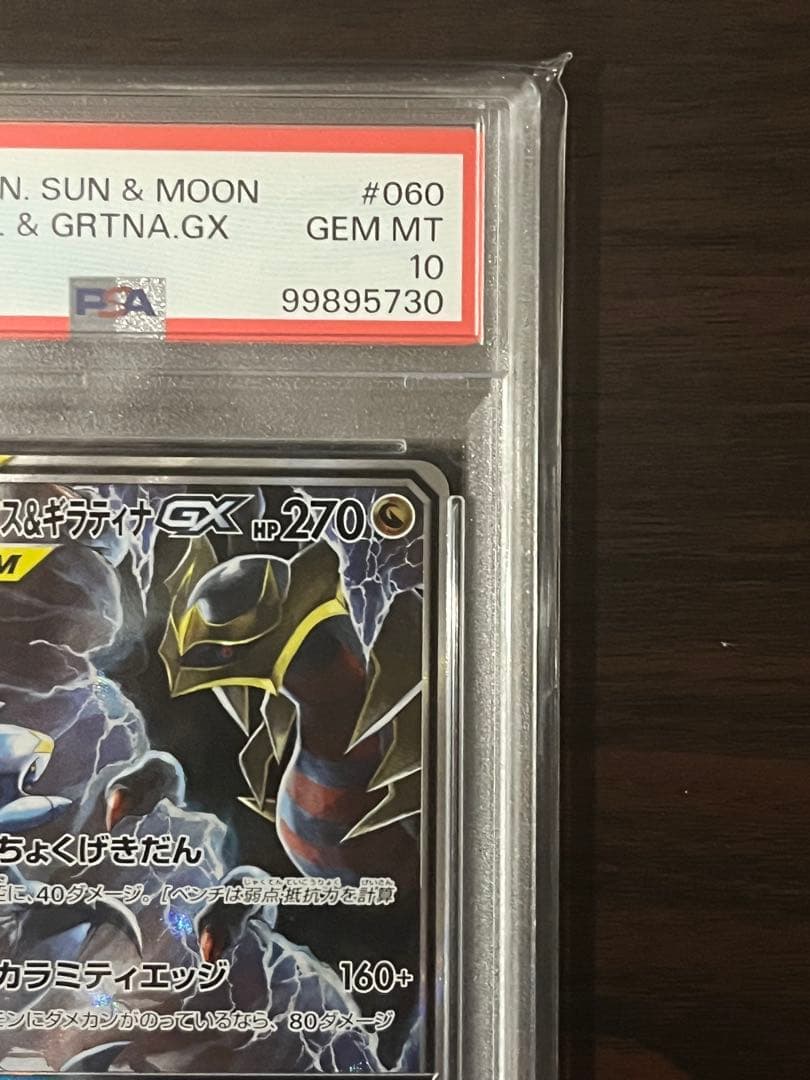 N. SUN & MOON #060
. & GRTNA.GX GEM MT
10
PSA 99895730
ス&ギラティナGX HP270
M
ちょくげきだん
に、40ダメージ。[ベンチは弱点・抵抗力を計算
カラミティエッジ 160+
モンにダメカンがのっているなら、80ダメージ